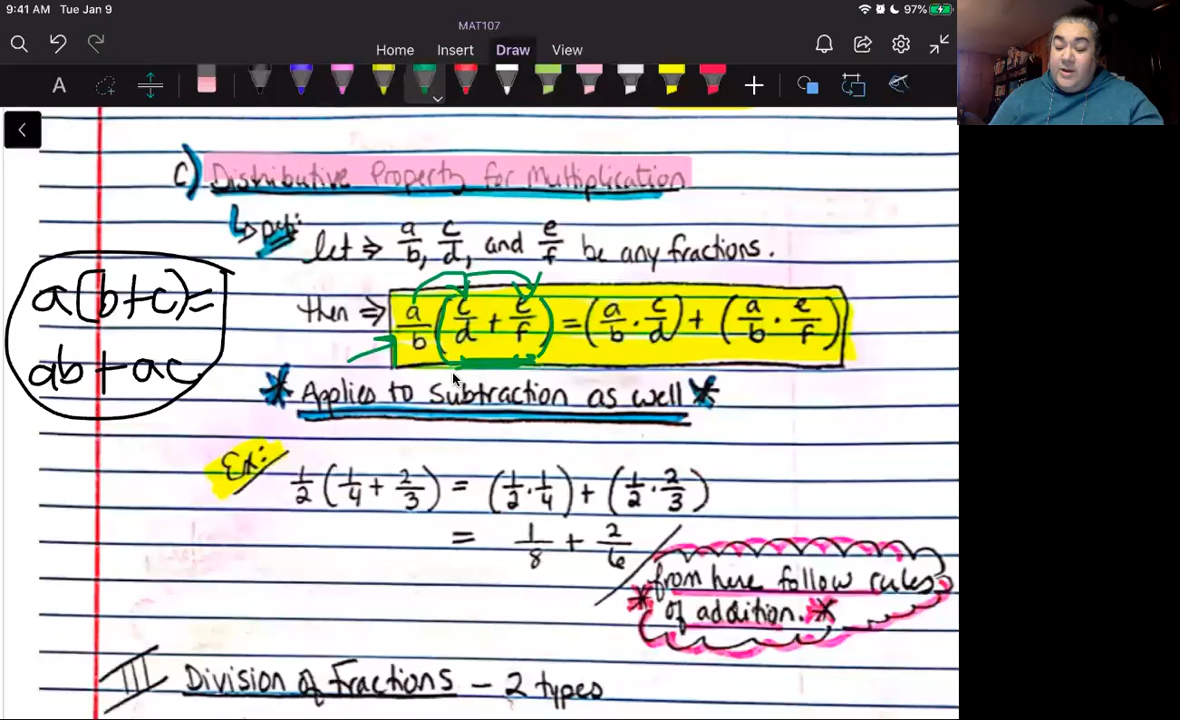 9:41 AM Tue Jan 9
97%
MAT107
Home Insert Draw View
A
C) Distributive Property for Multiplication
let ⇒ a/b, c/d, and e/f be any fractions.
then ⇒ a/b (c/d + e/f) = (a/b · c/d) + (a/b · e/f)
a(b+c)=
ab+ac
* Applies to Subtraction as well *
Ex:
1/2 (1/4 + 2/3) = (1/2 · 1/4) + (1/2 · 2/3)
= 1/8 + 2/6
from here follow rules
* of addition. *
III Division of Fractions - 2 types